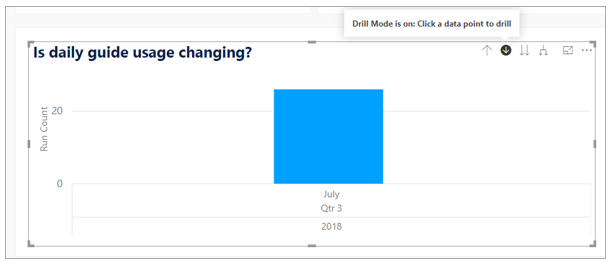 Drill Mode is on: Click a data point to drill
Is daily guide usage changing?
Run Count
20
0
July
Qtr 3
2018